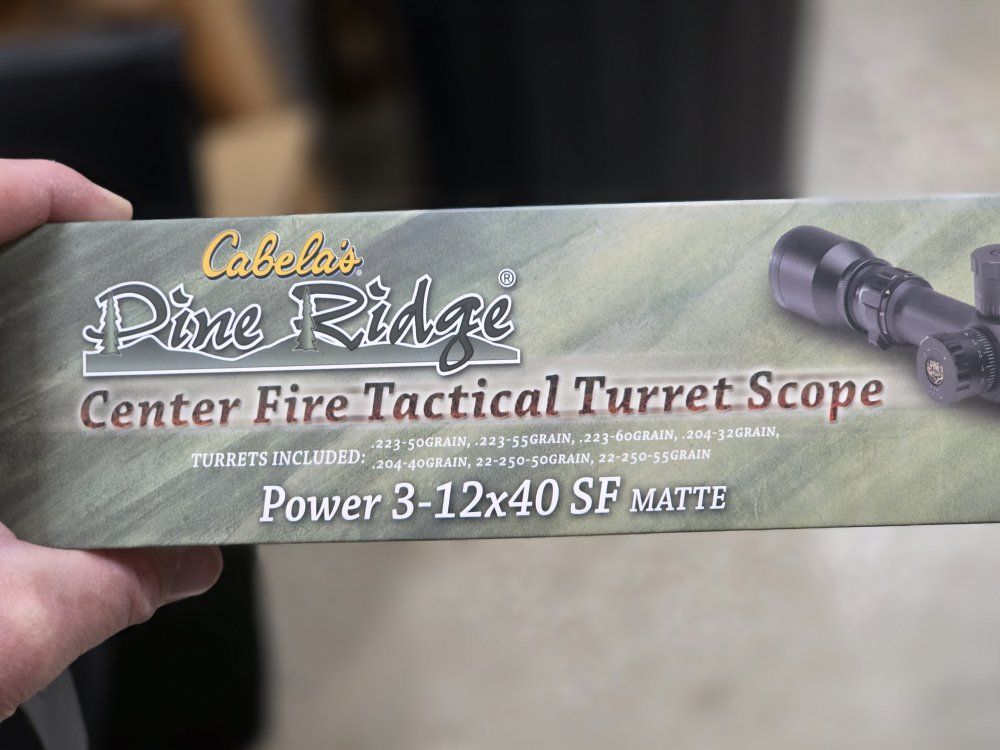 Cabela's
Pine Ridge®
Center Fire Tactical Turret Scope
TURRETS INCLUDED: .223-50GRAIN, .223-55GRAIN, .223-60GRAIN, .204-32GRAIN,
.204-40GRAIN, 22-250-50GRAIN, 22-250-55GRAIN
Power 3-12x40 SF MATTE